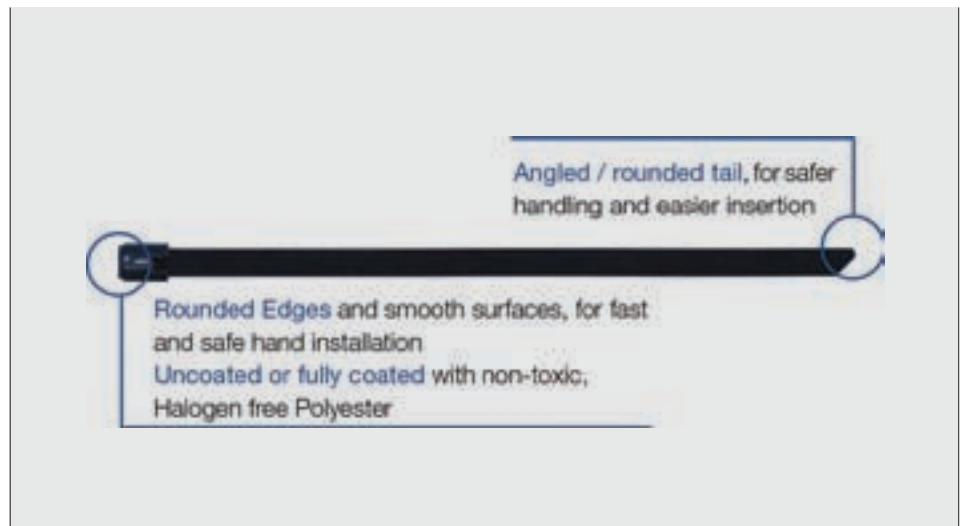 Angled / rounded tail, for safer
handling and easier insertion
Rounded Edges and smooth surfaces, for fast
and safe hand installation
Uncoated or fully coated with non-toxic,
Halogen free Polyester